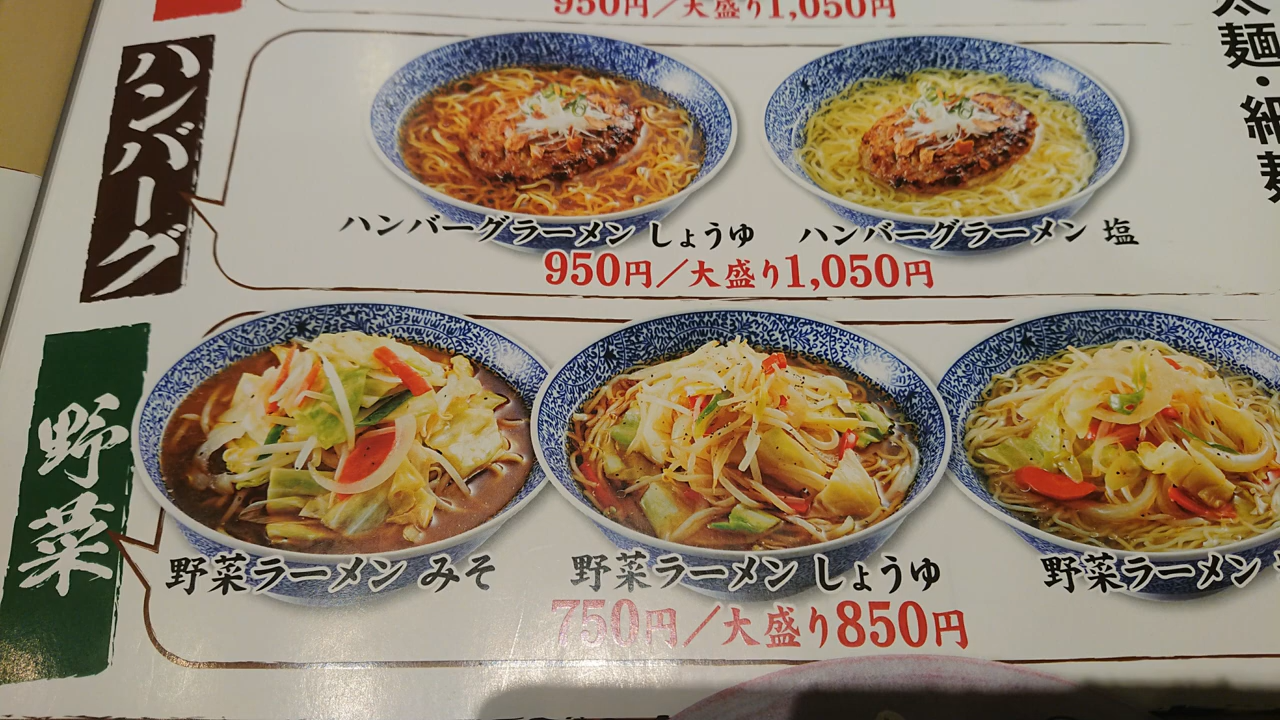 950円/大盛り1,050円
太麺・細麺
ハンバーグ
ハンバーグラーメン しょうゆ
ハンバーグラーメン 塩
950円/大盛り1,050円
野菜
野菜ラーメン みそ
野菜ラーメン しょうゆ
野菜ラーメン
750円/大盛り850円